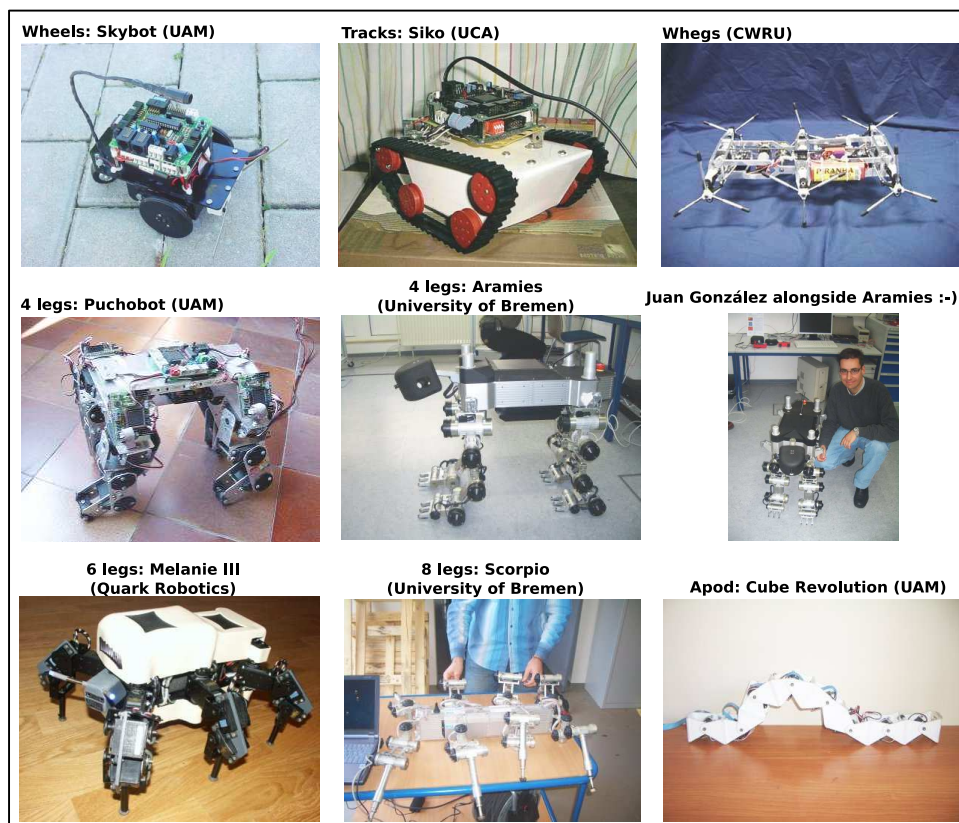 Wheels: Skybot (UAM)
Tracks: Siko (UCA)
Whegs (CWRU)
PIRANHA
4 legs: Puchobot (UAM)
4 legs: Aramies
(University of Bremen)
Juan González alongside Aramies :-)
6 legs: Melanie III
(Quark Robotics)
8 legs: Scorpio
(University of Bremen)
Apod: Cube Revolution (UAM)